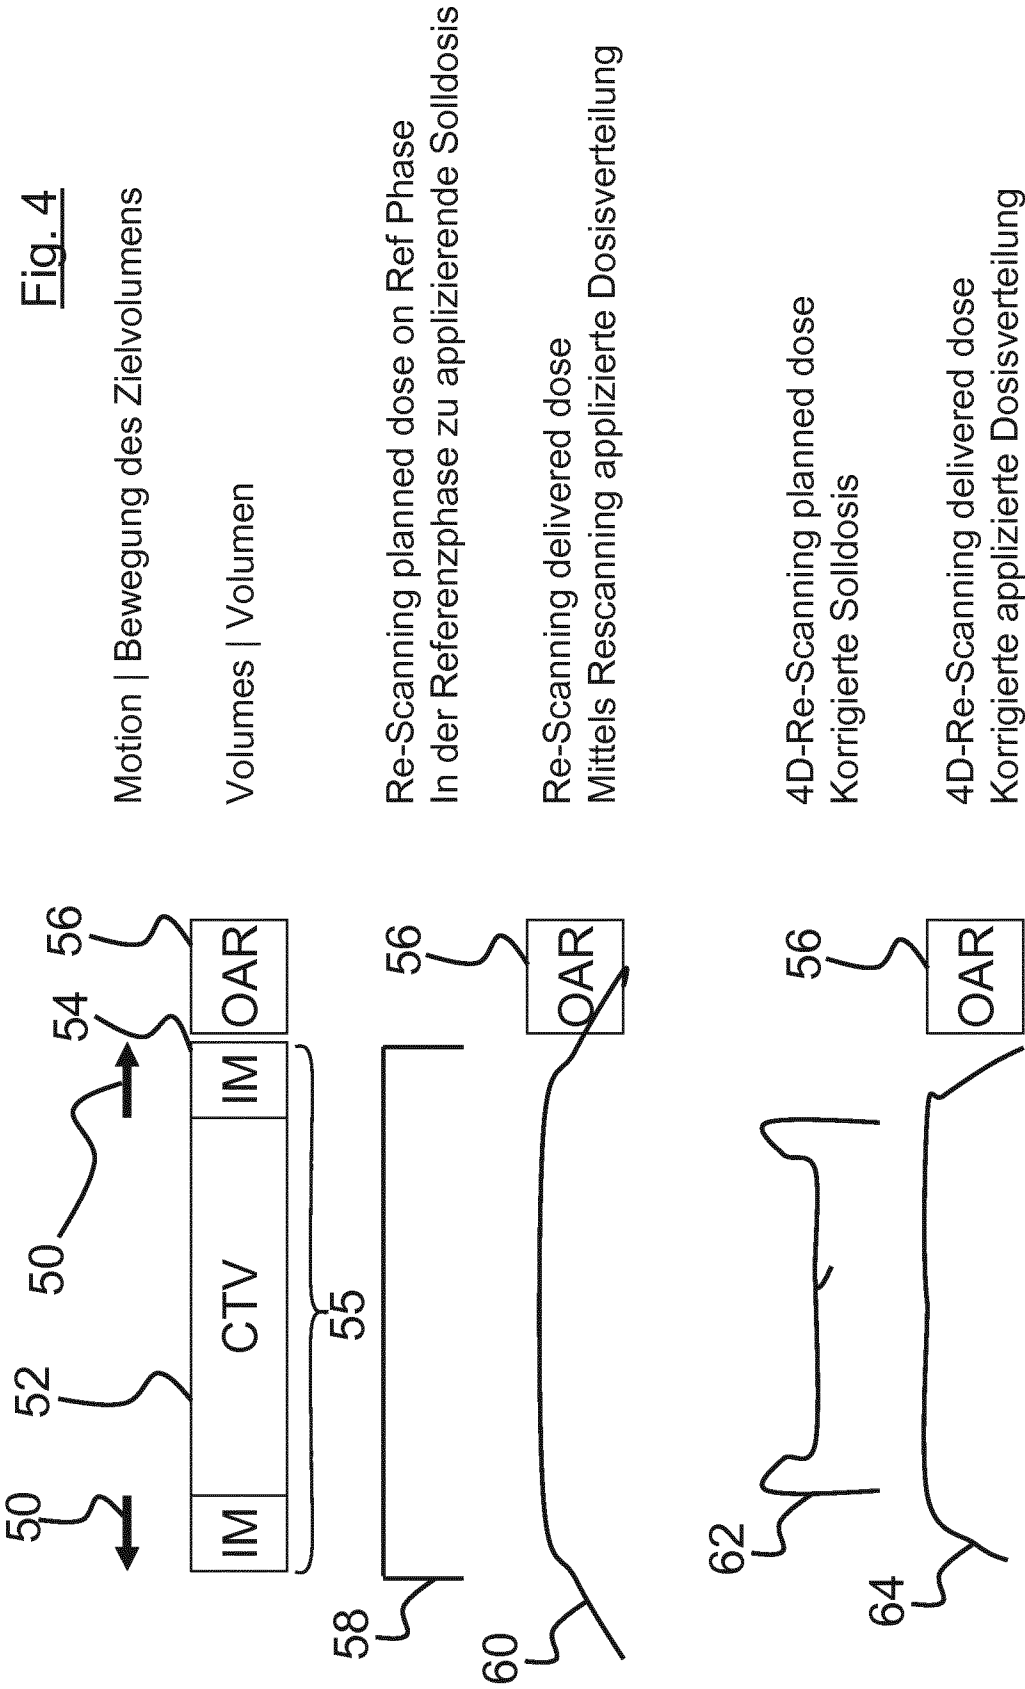 Fig. 4
50
52
50
54
56
Motion | Bewegung des Zielvolumens
IM
CTV
IM
OAR
Volumes | Volumen
55
58
56
Re-Scanning planned dose on Ref Phase
In der Referenzphase zu applizierende Solldosis
60
OAR
Re-Scanning delivered dose
Mittels Rescanning applizierte Dosisverteilung
62
56
4D-Re-Scanning planned dose
Korrigierte Solldosis
64
OAR
4D-Re-Scanning delivered dose
Korrigierte applizierte Dosisverteilung